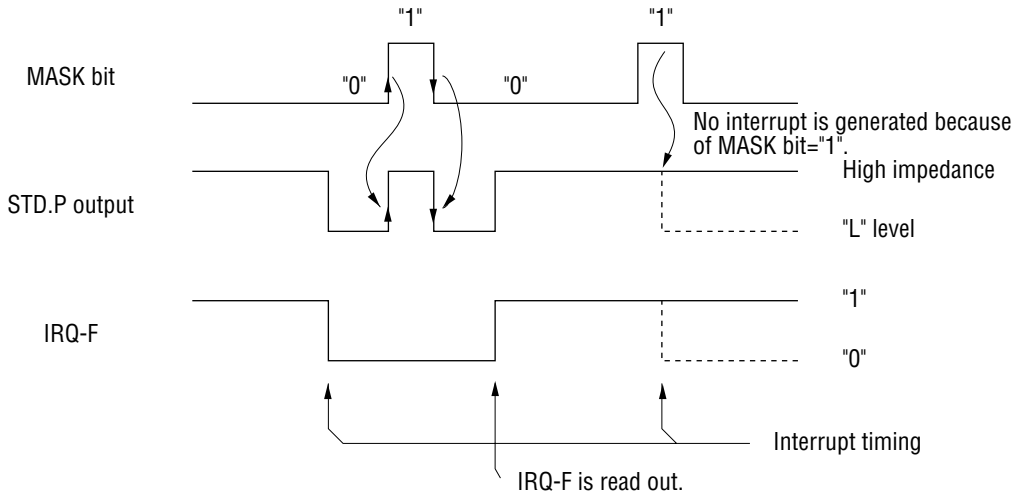 "1" "1"
MASK bit
"0" "0"
No interrupt is generated because
of MASK bit="1".
High impedance
STD.P output
"L" level
"1"
IRQ-F
"0"
Interrupt timing
IRQ-F is read out.